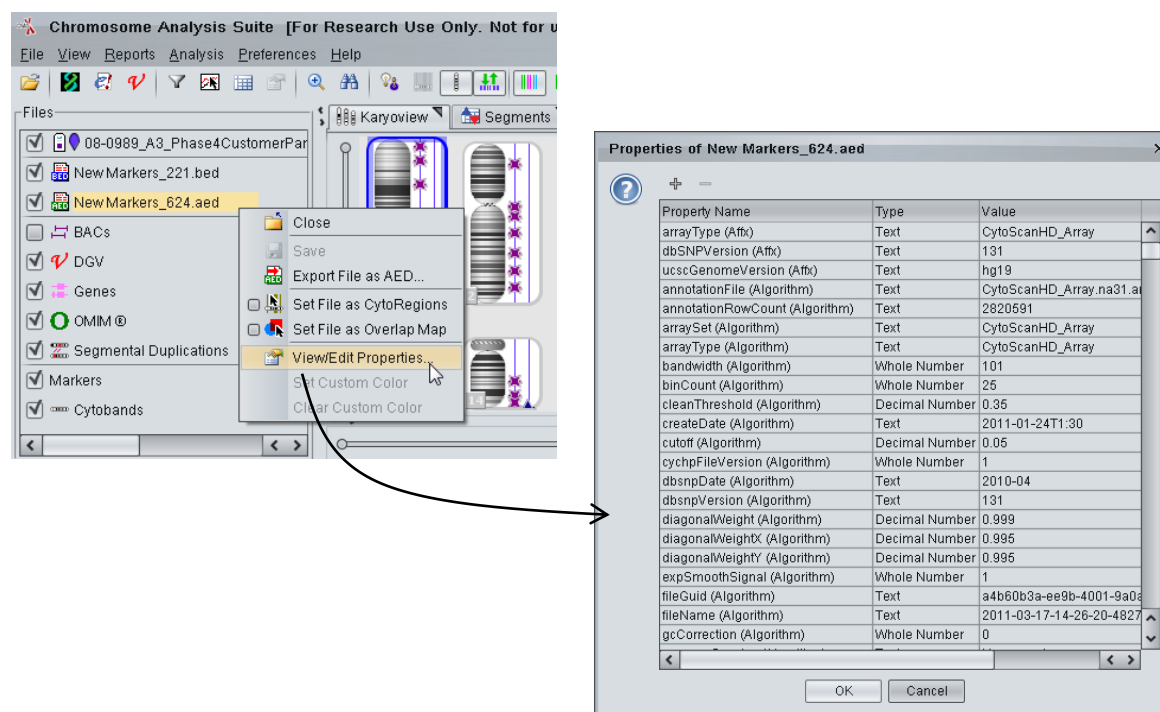 Chromosome Analysis Suite [For Research Use Only. Not for u
File View Reports Analysis Preferences Help
Files
Karyoview
Segments
08-0989_A3_Phase4CustomerPar
New Markers_221.bed
New Markers_624.aed
BACs
DGV
Genes
OMIM ®
Segmental Duplications
Markers
Cytobands
Close
Save
Export File as AED...
Set File as CytoRegions
Set File as Overlap Map
View/Edit Properties...
Set Custom Color
Clear Custom Color
2
14
Properties of New Markers_624.aed
Property Name Type Value
arrayType (Affx) Text CytoScanHD_Array
dbSNPVersion (Affx) Text 131
ucscGenomeVersion (Affx) Text hg19
annotationFile (Algorithm) Text CytoScanHD_Array.na31.a
annotationRowCount (Algorithm) Text 2820591
arraySet (Algorithm) Text CytoScanHD_Array
arrayType (Algorithm) Text CytoScanHD_Array
bandwidth (Algorithm) Whole Number 101
binCount (Algorithm) Whole Number 25
cleanThreshold (Algorithm) Decimal Number 0.35
createDate (Algorithm) Text 2011-01-24T1:30
cutoff (Algorithm) Decimal Number 0.05
cychpFileVersion (Algorithm) Whole Number 1
dbsnpDate (Algorithm) Text 2010-04
dbsnpVersion (Algorithm) Text 131
diagonalWeight (Algorithm) Decimal Number 0.999
diagonalWeightX (Algorithm) Decimal Number 0.995
diagonalWeightY (Algorithm) Decimal Number 0.995
expSmoothSignal (Algorithm) Whole Number 1
fileGuid (Algorithm) Text a4b60b3a-ee9b-4001-9a0a
fileName (Algorithm) Text 2011-03-17-14-26-20-4827
gcCorrection (Algorithm) Whole Number 0
OK Cancel